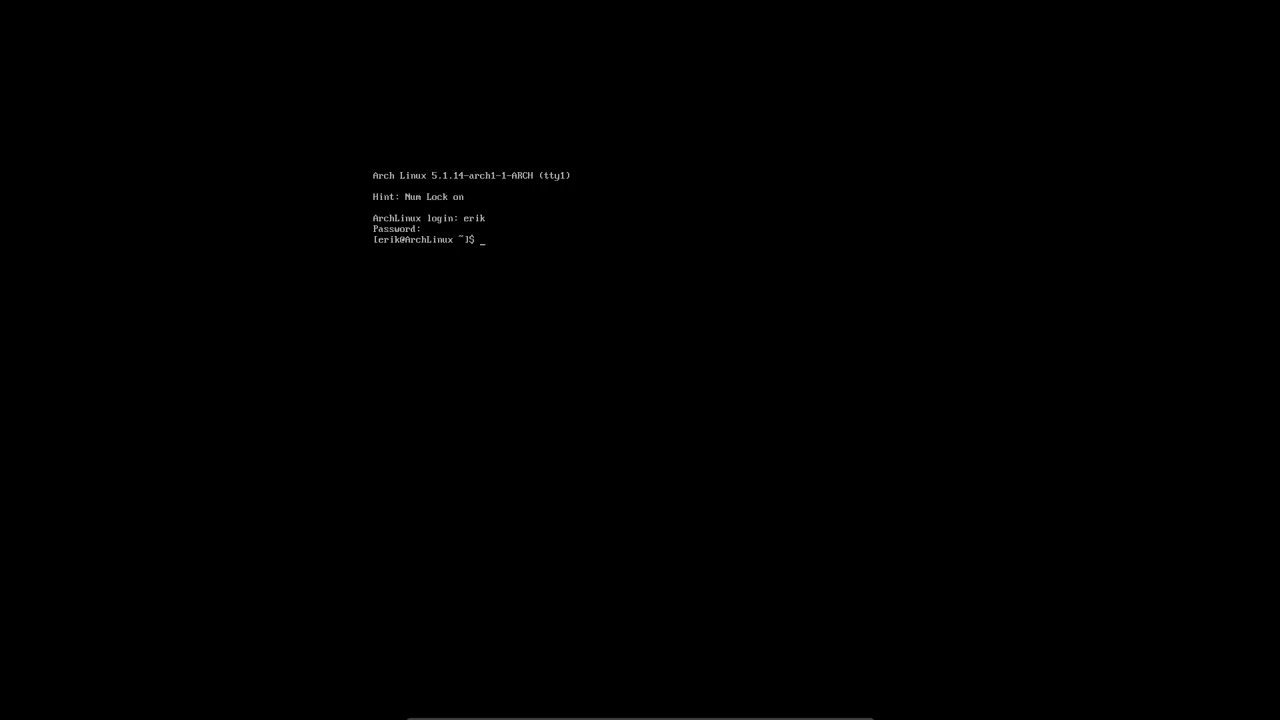 Arch Linux 5.1.14-arch1-1-ARCH (tty1)
Hint: Num Lock on
ArchLinux login: erik
Password:
[erik@ArchLinux ~]$ _